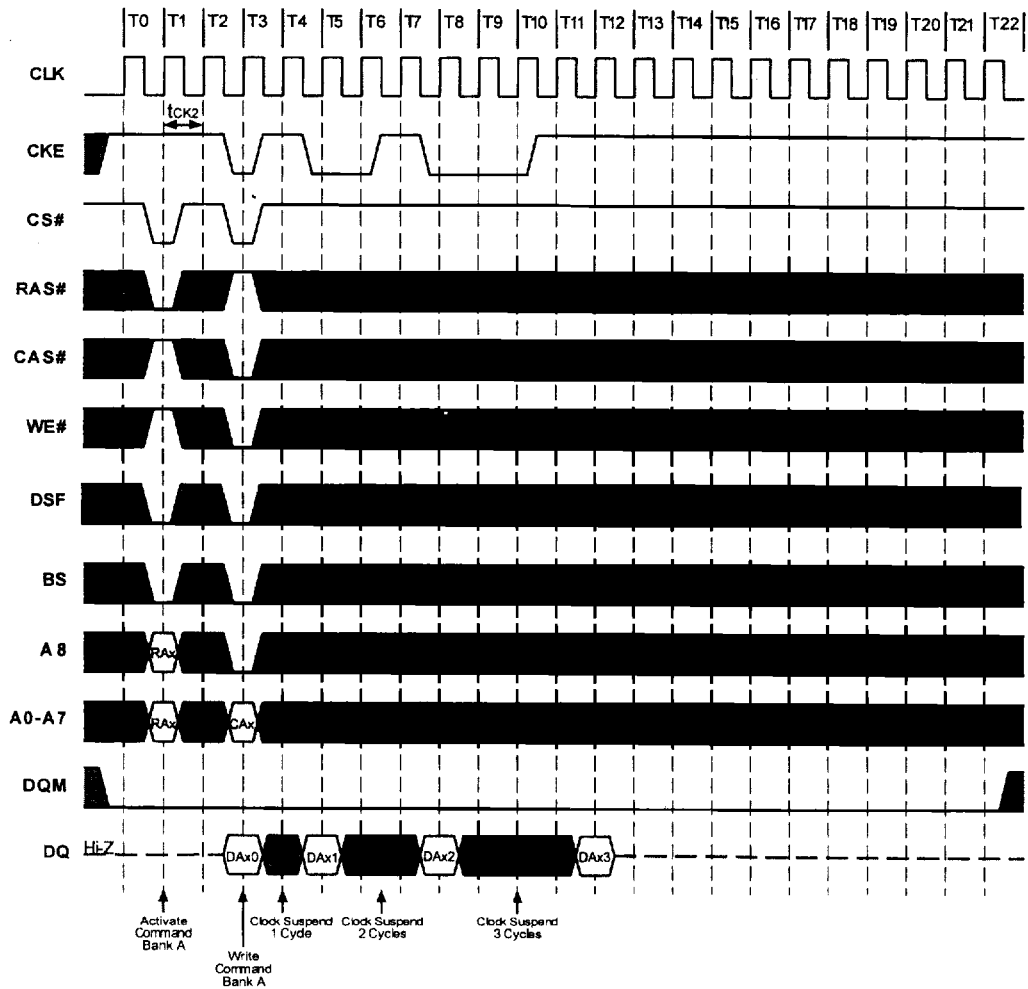 T0 T1 T2 T3 T4 T5 T6 T7 T8 T9 T10 T11 T12 T13 T14 T15 T16 T17 T18 T19 T20 T21 T22
CLK
tCK2
CKE
CS#
RAS#
CAS#
WE#
DSF
BS
A8
RAx
A0-A7
RAx
CAx
DQM
DQ
Hi-Z
DAx0
DAx1
DAx2
DAx3
Activate
Command
Bank A
Write
Command
Bank A
Clock Suspend
1 Cycle
Clock Suspend
2 Cycles
Clock Suspend
3 Cycles